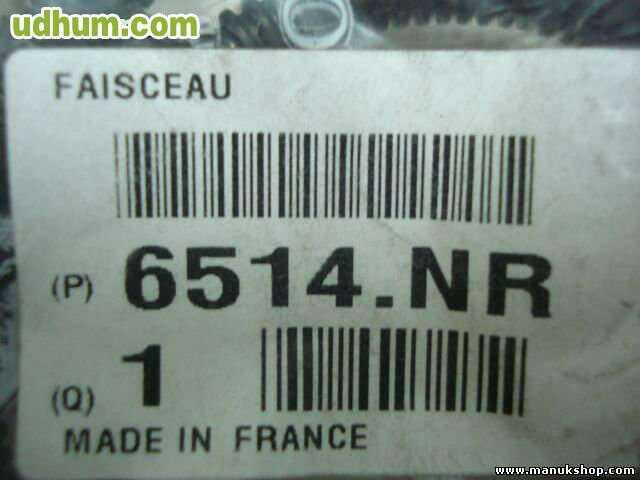 udhum.com
FAISCEAU
(P) 6514.NR
(Q) 1
MADE IN FRANCE
www.manukshop.com